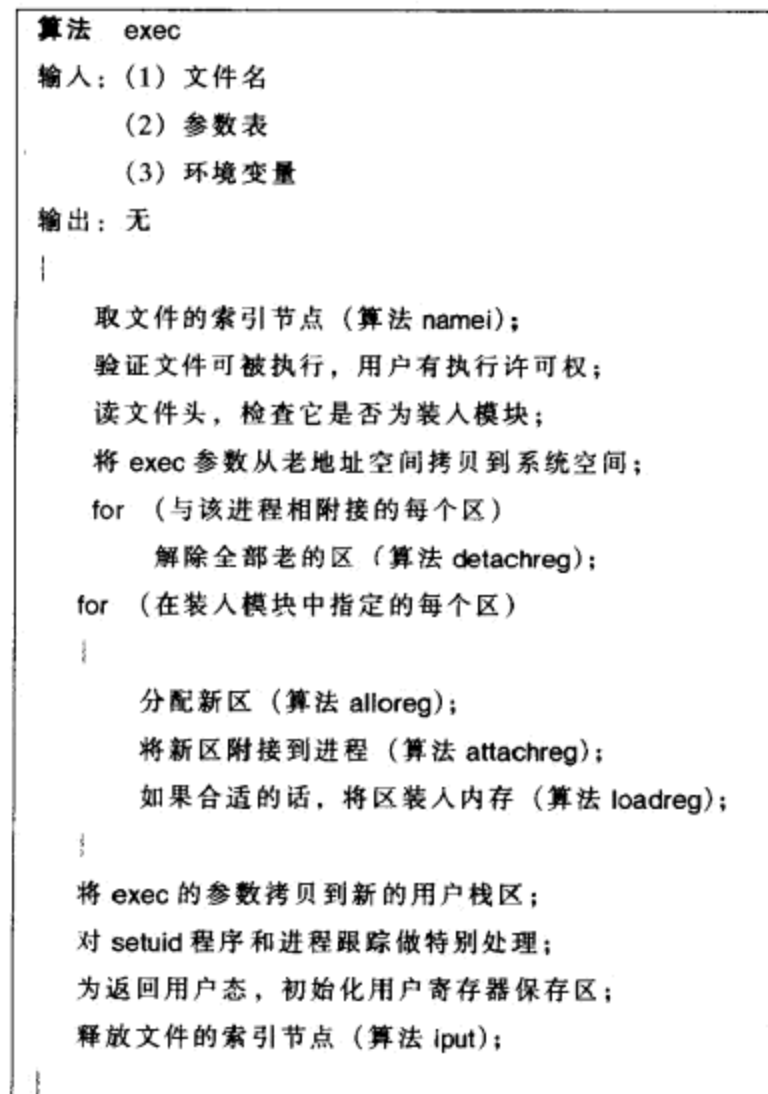 算法 exec
输入：(1) 文件名
(2) 参数表
(3) 环境变量
输出：无
{
取文件的索引节点（算法 namei）；
验证文件可被执行，用户有执行许可权；
读文件头，检查它是否为装入模块；
将 exec 参数从老地址空间拷贝到系统空间；
for （与该进程相附接的每个区）
解除全部老的区（算法 detachreg）；
for （在装入模块中指定的每个区）
{
分配新区（算法 alloreg）；
将新区附接到进程（算法 attachreg）；
如果合适的话，将区装入内存（算法 loadreg）；
}
将 exec 的参数拷贝到新的用户栈区；
对 setuid 程序和进程跟踪做特别处理；
为返回用户态，初始化用户寄存器保存区；
释放文件的索引节点（算法 iput）；
}